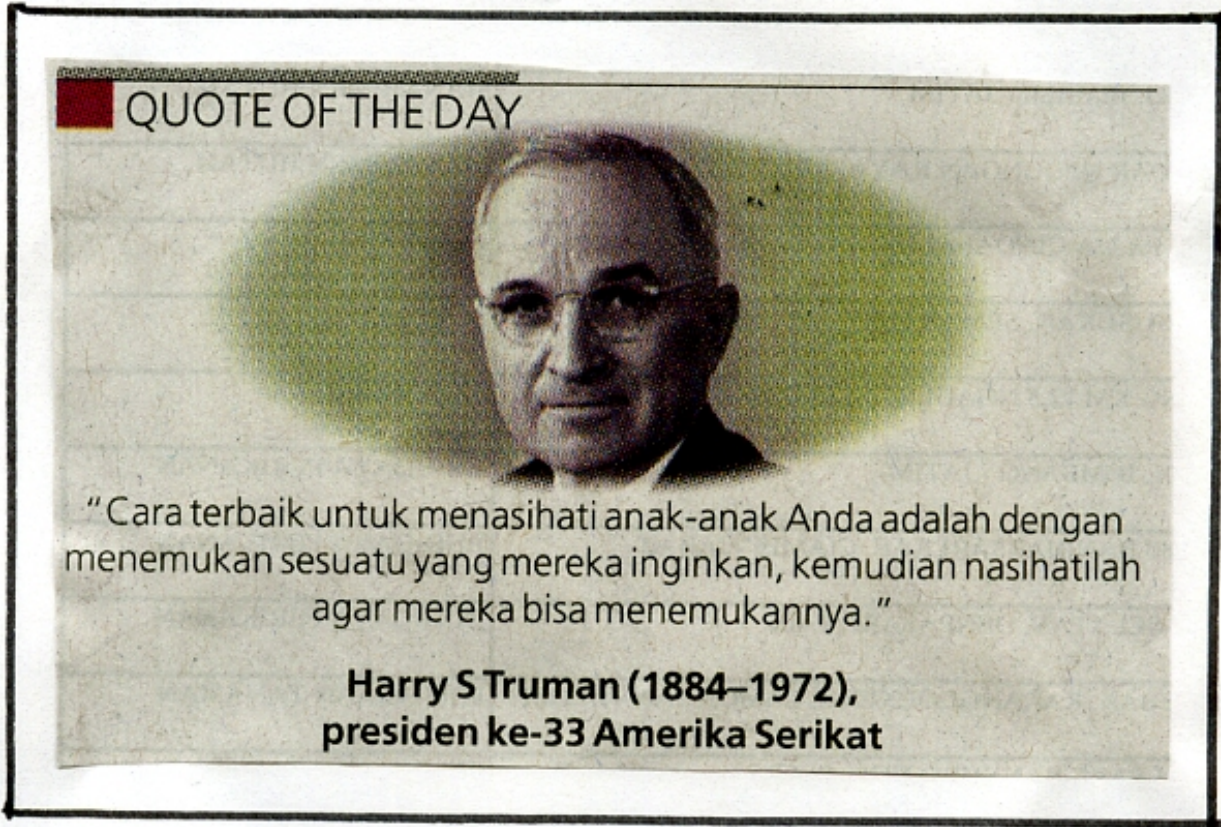 QUOTE OF THE DAY
“Cara terbaik untuk menasihati anak-anak Anda adalah dengan
menemukan sesuatu yang mereka inginkan, kemudian nasihatilah
agar mereka bisa menemukannya.”
Harry S Truman (1884–1972),
presiden ke-33 Amerika Serikat